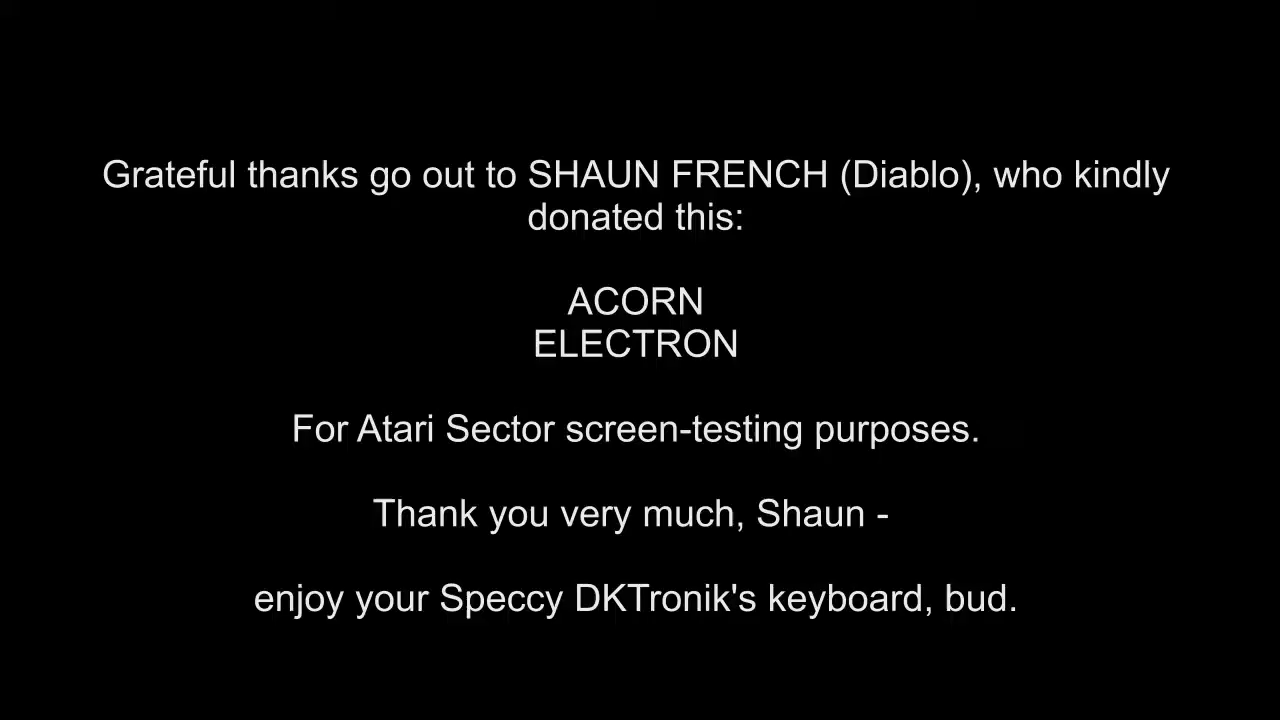 Grateful thanks go out to SHAUN FRENCH (Diablo), who kindly
donated this:
ACORN
ELECTRON
For Atari Sector screen-testing purposes.
Thank you very much, Shaun -
enjoy your Speccy DKTronik's keyboard, bud.